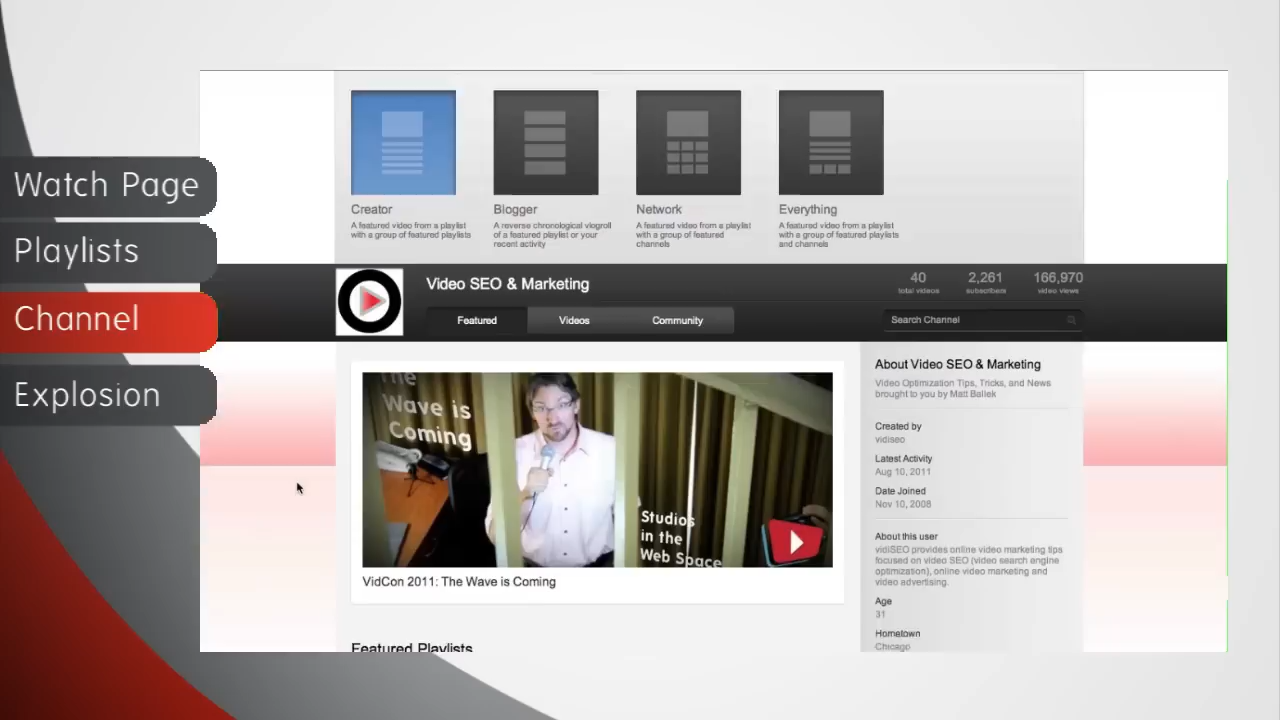 Watch Page
Playlists
Channel
Explosion
Creator
A featured video from a playlist
with a group of featured playlists
Blogger
A reverse chronological vlogroll
of a featured playlist or your
recent activity
Network
A featured video from a playlist
with a group of featured
channels
Everything
A featured video from a playlist
with a group of featured playlists
and channels
Video SEO & Marketing
40
total videos
2,261
subscribers
166,970
video views
Featured
Videos
Community
Search Channel
The
Wave is
Coming
Studios
in the
Web Space
VidCon 2011: The Wave is Coming
Featured Playlists
About Video SEO & Marketing
Video Optimization Tips, Tricks, and News
brought to you by Matt Ballek
Created by
vidiseo
Latest Activity
Aug 10, 2011
Date Joined
Nov 10, 2008
About this user
vidiSEO provides online video marketing tips
focused on video SEO (video search engine
optimization), online video marketing and
video advertising.
Age
31
Hometown
Chicago